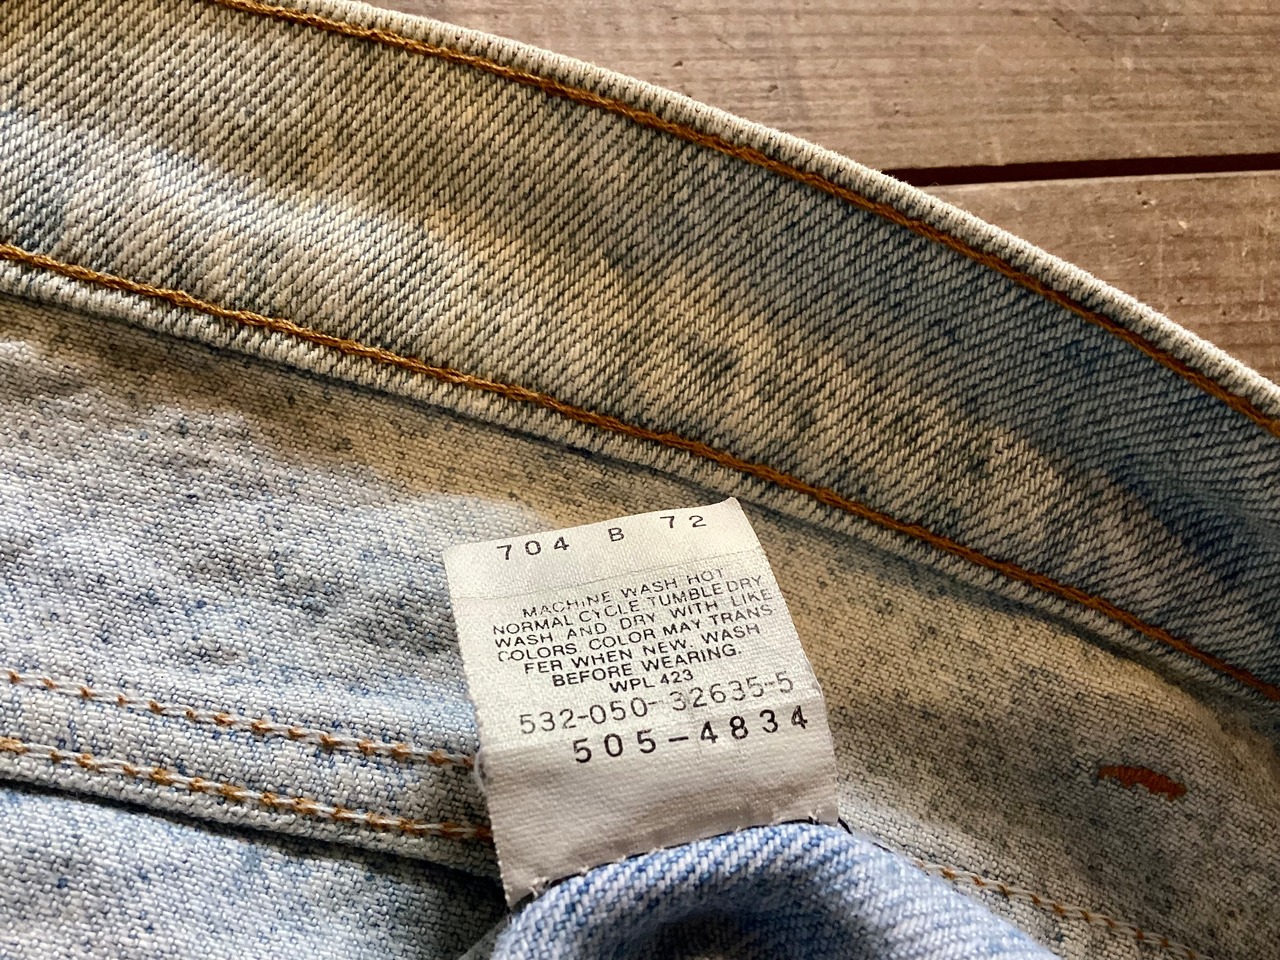 704 B 72
MACHINE WASH HOT
NORMAL CYCLE, TUMBLE DRY
WASH AND DRY WITH LIKE
COLORS. COLOR MAY TRANS
FER WHEN NEW, WASH
BEFORE WEARING.
WPL 423
532-050-32635-5
505-4834